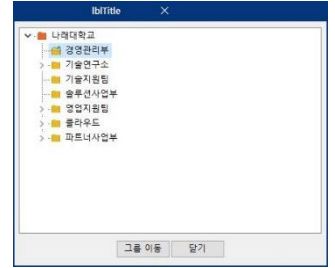 lblTitle
나래대학교
경영관리부
기술연구소
기술지원팀
솔루션사업부
영업지원팀
클라우드
파트너사업부
그룹 이동
닫기